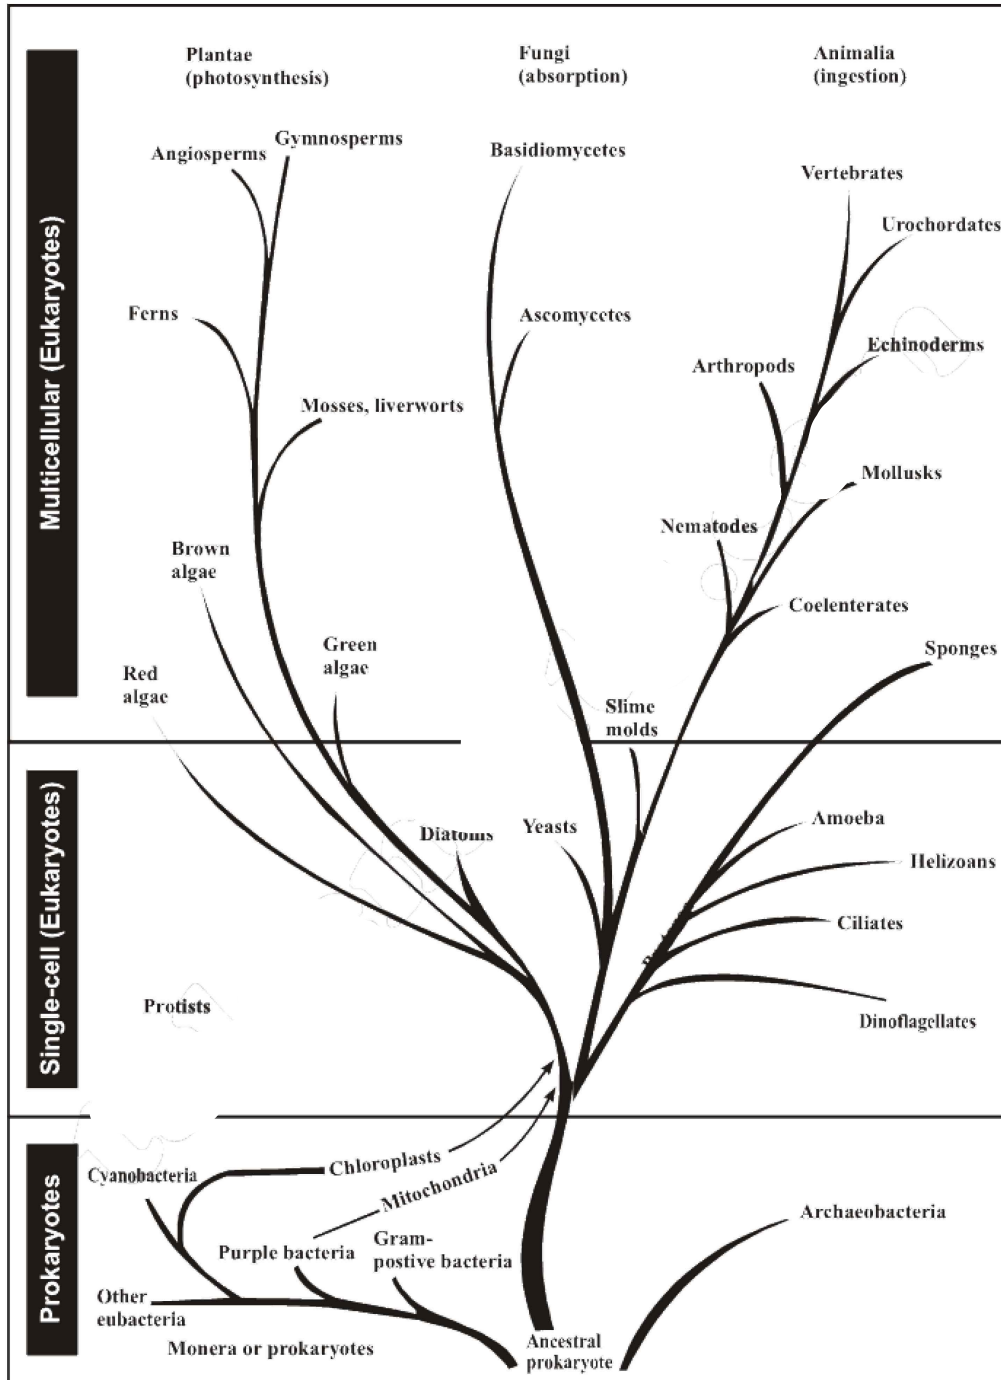 Plantae
(photosynthesis)
Fungi
(absorption)
Animalia
(ingestion)
Multicellular (Eukaryotes)
Angiosperms
Gymnosperms
Basidiomycetes
Vertebrates
Urochordates
Ferns
Ascomycetes
Echinoderms
Arthropods
Mosses, liverworts
Mollusks
Nematodes
Brown
algae
Coelenterates
Green
algae
Sponges
Red
algae
Slime
molds
Single-cell (Eukaryotes)
Diatoms
Yeasts
Amoeba
Helizoans
Ciliates
Protists
Dinoflagellates
Prokaryotes
Cyanobacteria
Chloroplasts
Mitochondria
Archaeobacteria
Purple bacteria
Gram-
postive bacteria
Other
eubacteria
Monera or prokaryotes
Ancestral
prokaryote